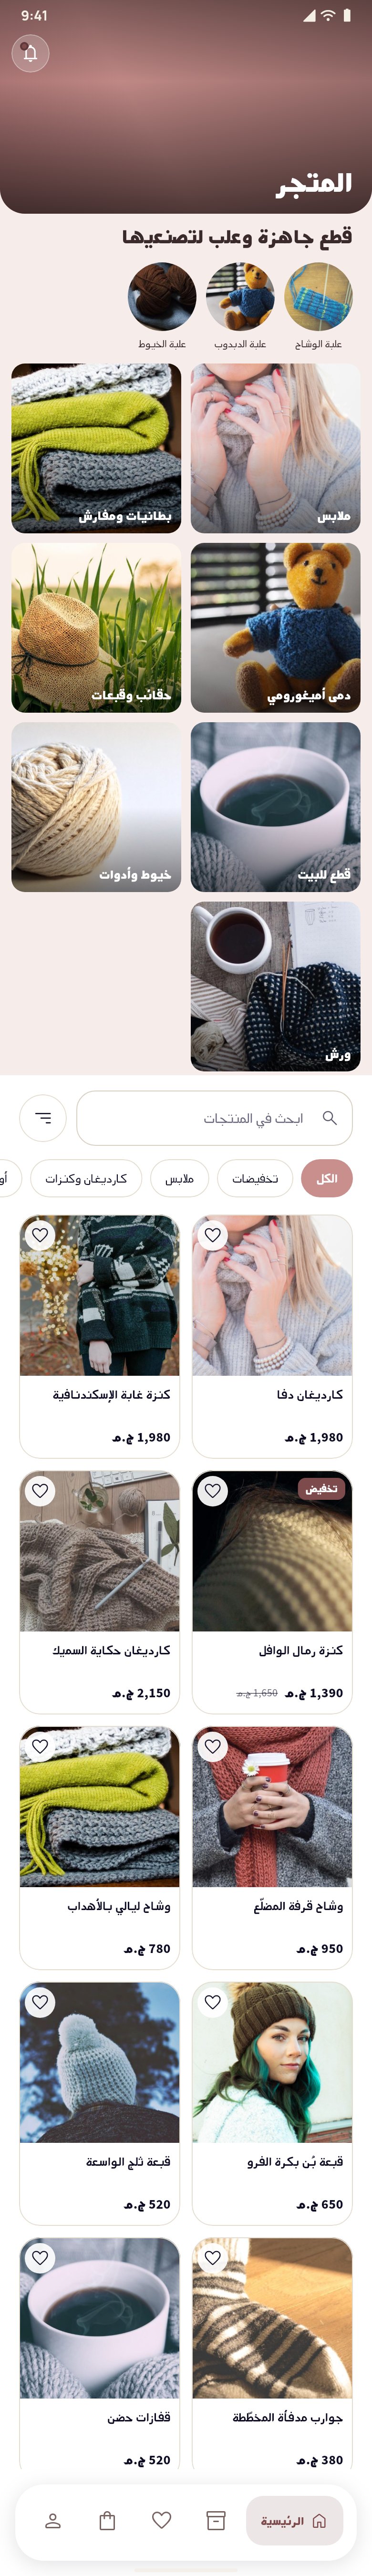 9:41
المتجر
قطع جاهزة وعلب لتصنعيها
علبة الوشاح
علبة الدبدوب
علبة الخيوط
ملابس
بطانيات ومفارش
دمى أميغورومي
حقائب وقبعات
قطع للبيت
خيوط وأدوات
ورش
ابحث في المنتجات
الكل
تخفيضات
ملابس
كارديغان وكنزات
أو
كارديغان دفا
1,980 ج.م
كنزة غابة الإسكندنافية
1,980 ج.م
تخفيض
كنزة رمال الوافل
1,390 ج.م 1,650 ج.م
كارديغان حكاية السميك
2,150 ج.م
وشاح قرفة المضلّع
950 ج.م
وشاح ليالي بالأهداب
780 ج.م
قبعة بُن بكرة الفرو
650 ج.م
قبعة ثلج الواسعة
520 ج.م
جوارب مدفأة المخطّطة
380 ج.م
قفازات حضن
520 ج.م
الرئيسية